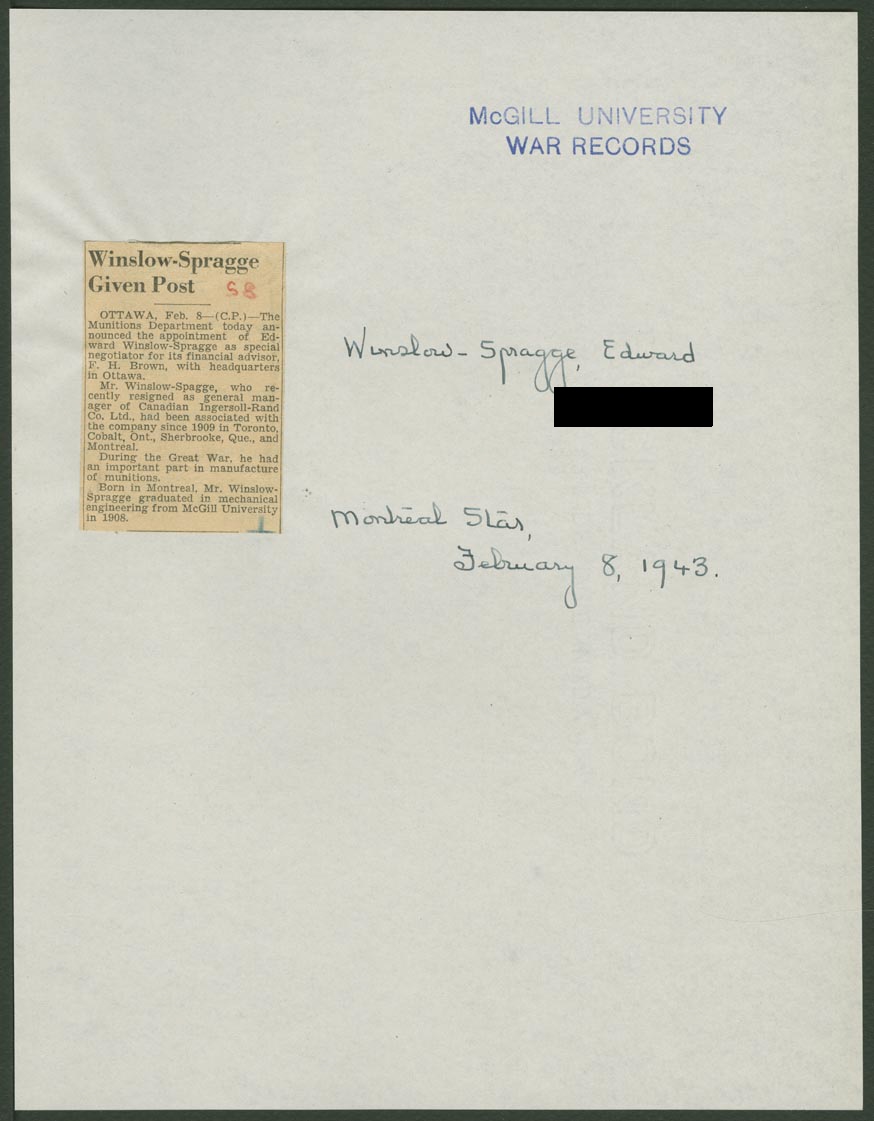 McGILL UNIVERSITY
WAR RECORDS
Winslow-Spragge
Given Post
S8
OTTAWA, Feb. 8—(C.P.)—The
Munitions Department today an-
nounced the appointment of Ed-
ward Winslow-Spragge as special
negotiator for its financial advisor,
F. H. Brown, with headquarters
in Ottawa.
Mr. Winslow-Spagge, who re-
cently resigned as general man-
ager of Canadian Ingersoll-Rand
Co. Ltd., had been associated with
the company since 1909 in Toronto,
Cobalt, Ont., Sherbrooke, Que., and
Montreal.
During the Great War, he had
an important part in manufacture
of munitions.
Born in Montreal, Mr. Winslow-
Spragge graduated in mechanical
engineering from McGill University
in 1908.
Winslow-Spragge, Edward
Montreal Star,
February 8, 1943.